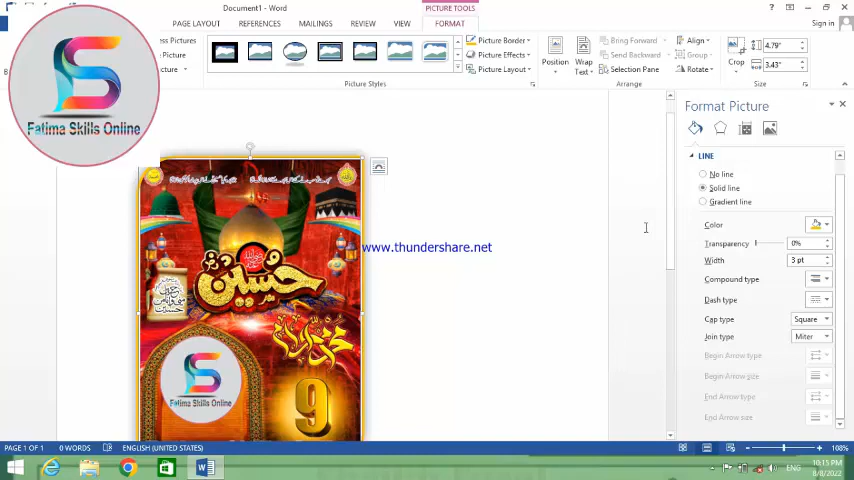 Document1 - Word
PICTURE TOOLS
PAGE LAYOUT REFERENCES MAILINGS REVIEW VIEW FORMAT
Sign in
Picture Border
Picture Effects
Picture Layout
Position
Wrap Text
Bring Forward
Send Backward
Selection Pane
Align
Group
Rotate
Crop
4.79"
3.43"
Picture Styles
Arrange
Size
Fatima Skills Online
Format Picture
LINE
No line
Solid line
Gradient line
Color
Transparency 0%
Width 3 pt
Compound type
Dash type
Cap type Square
Join type Miter
Begin Arrow type
Begin Arrow size
End Arrow type
End Arrow size
www.thundershare.net
حسین
محرم الحرام
9
Fatima Skills Online
PAGE 1 OF 1 0 WORDS ENGLISH (UNITED STATES) 108%
ENG 10:15 PM
8/8/2022